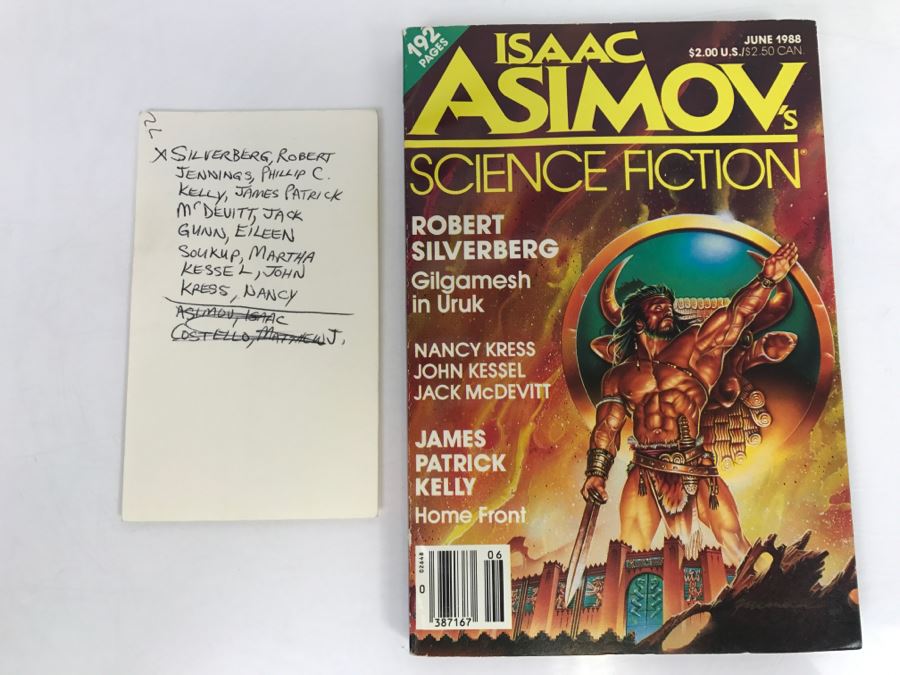 X SILVERBERG, ROBERT
JENNINGS, PHILLIP C.
KELLY, JAMES PATRICK
McDEVITT, JACK
GUNN, EILEEN
SOUKUP, MARTHA
KESSEL, JOHN
KRESS, NANCY
ASIMOV, ISAAC
COSTELLO, MATTHEW J.
192
PAGES
JUNE 1988
$2.00 U.S./$2.50 CAN.
ISAAC
ASIMOV's
SCIENCE FICTION®
ROBERT
SILVERBERG
Gilgamesh
in Uruk
NANCY KRESS
JOHN KESSEL
JACK McDEVITT
JAMES
PATRICK
KELLY
Home Front
06
0 02648
387167